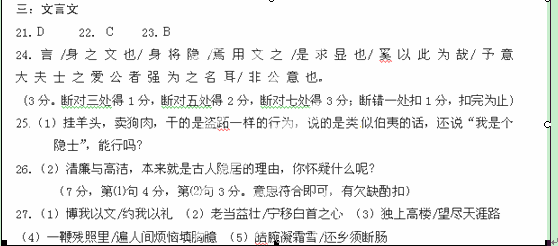 三：文言文
21. D 22. C 23. B
24. 言 /身 之 文 也/ 身 将 隐 /焉 用 文 之 /是 求 显 也/ 奚 以 此 为 哉/ 予 意
大 夫 士 之 爱 公 者 强 为 之 名 耳/ 非 公 意 也。
（3 分。断对三处得 1 分，断对五处得 2 分，断对七处得 3 分；断错一处扣 1 分，扣完为止）
25.（1）挂羊头，卖狗肉，干的是盗跖一样的行为，说的是类似伯夷的话，还说“我是个
隐士”，能行吗？
26.（2）清廉与高洁，本来就是古人隐居的理由，你怀疑什么呢？
（7 分，第⑴句 4 分，第⑵句 3 分。意思符合即可，有欠缺酌扣）
27.（1）博我以文/约我以礼 （2）老当益壮/宁移白首之心 （3）独上高楼/望尽天涯路
（4）一鞭残照里/遍人间烦恼填胸臆 （5）皓腕凝霜雪/还乡须断肠